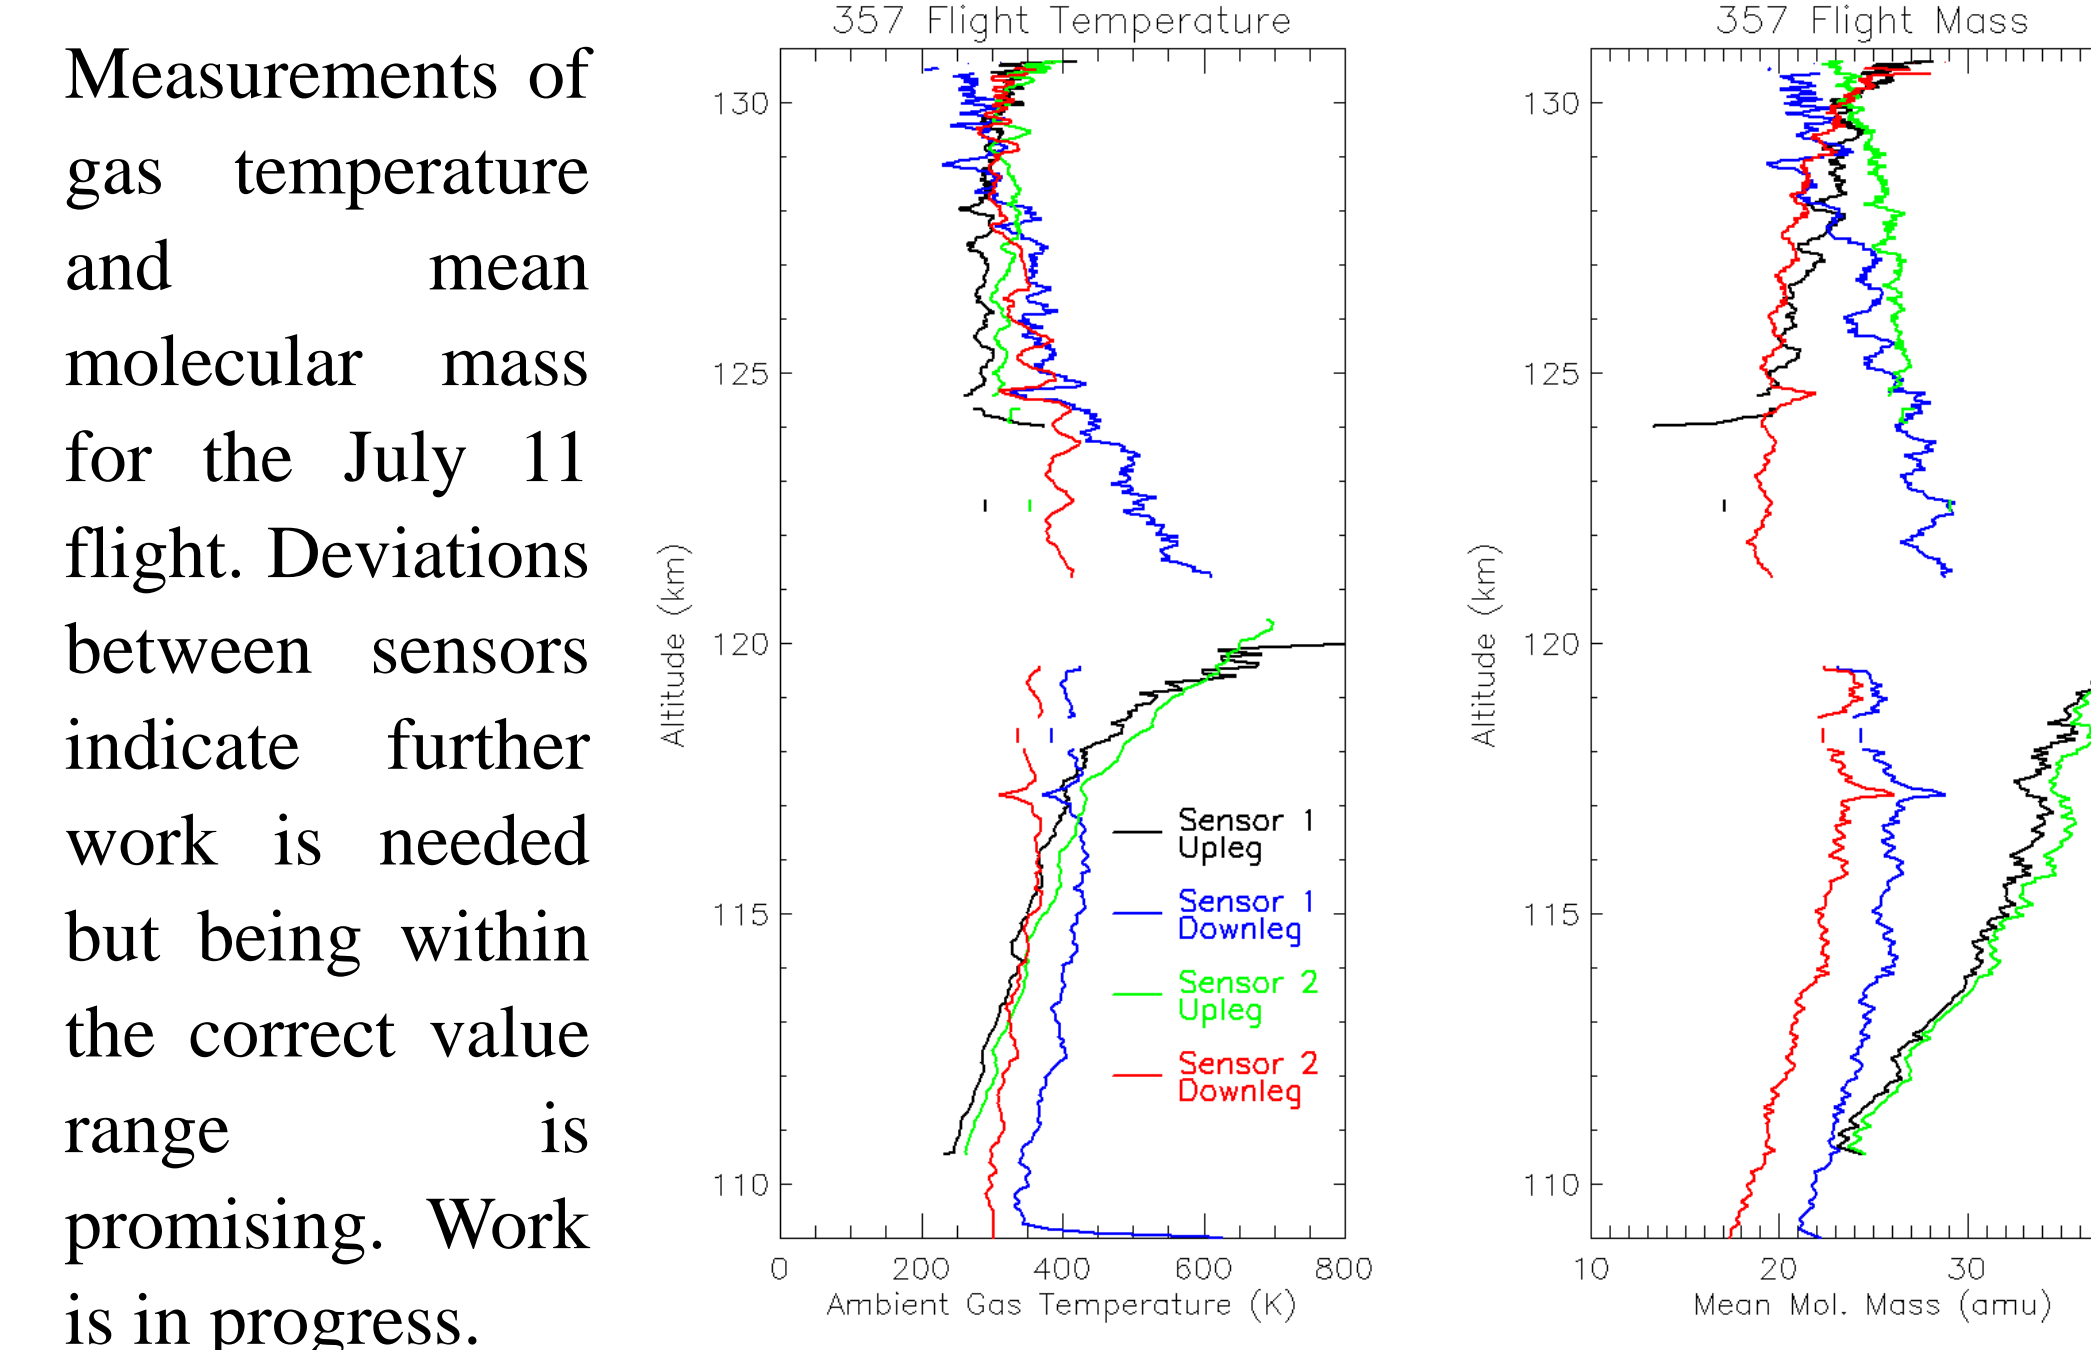 Measurements of
gas temperature
and mean
molecular mass
for the July 11
flight. Deviations
between sensors
indicate further
work is needed
but being within
the correct value
range is
promising. Work
is in progress.
357 Flight Temperature
130
125
120
115
110
Altitude (km)
0 200 400 600 800
Ambient Gas Temperature (K)
Sensor 1
Upleg
Sensor 1
Downleg
Sensor 2
Upleg
Sensor 2
Downleg
357 Flight Mass
130
125
120
115
110
Altitude (km)
10 20 30
Mean Mol. Mass (amu)